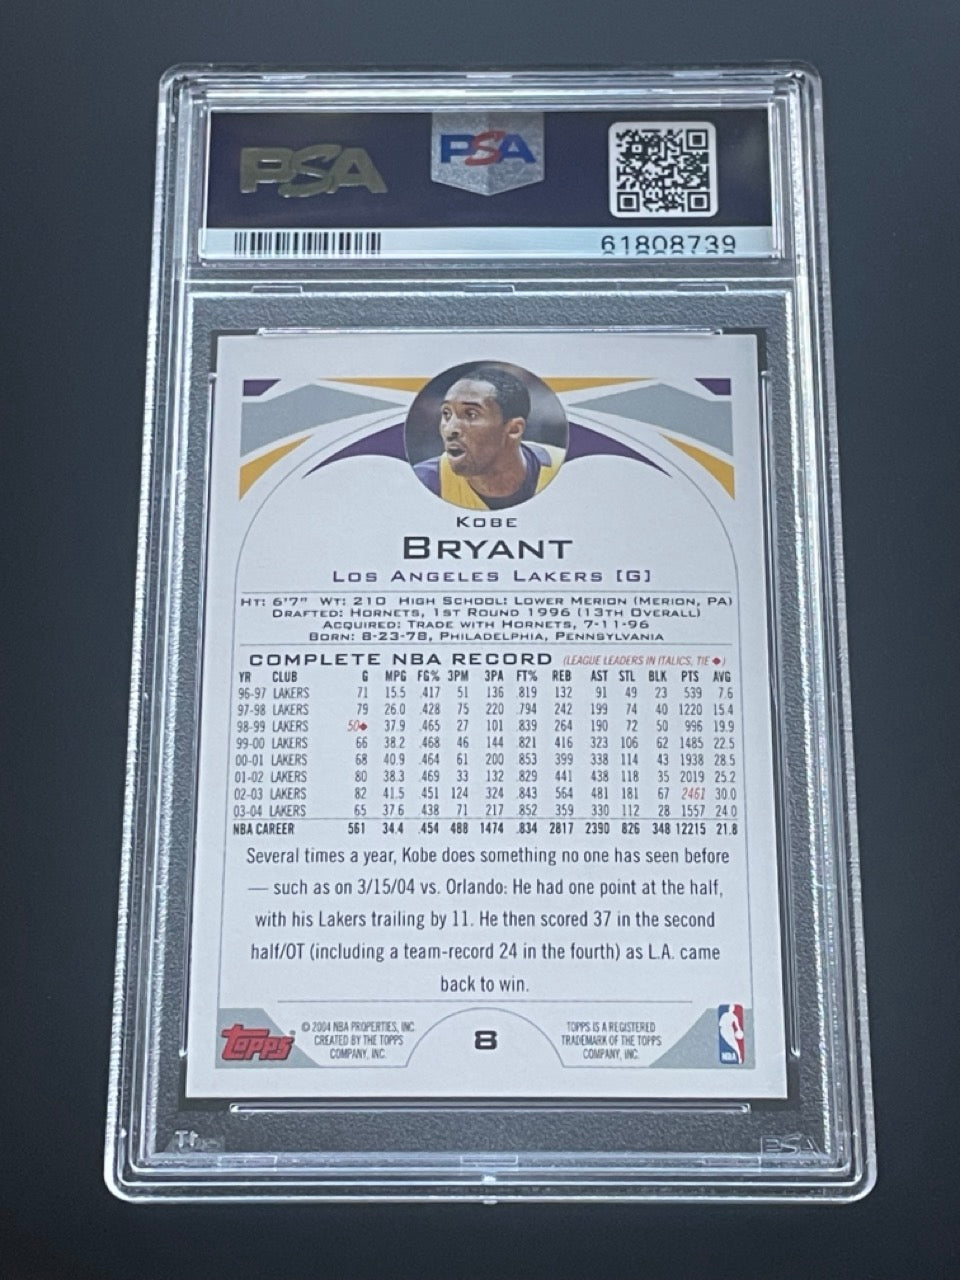 PSA PSA
61808739
KOBE
BRYANT
LOS ANGELES LAKERS [G]
HT: 6'7" WT: 210 HIGH SCHOOL: LOWER MERION (MERION, PA)
DRAFTED: HORNETS, 1ST ROUND 1996 (13TH OVERALL)
ACQUIRED: TRADE WITH HORNETS, 7-11-96
BORN: 8-23-78, PHILADELPHIA, PENNSYLVANIA
COMPLETE NBA RECORD (LEAGUE LEADERS IN ITALICS, TIE ◆)
YR CLUB G MPG FG% 3PM 3PA FT% REB AST STL BLK PTS AVG
96-97 LAKERS 71 15.5 .417 51 136 .819 132 91 49 23 539 7.6
97-98 LAKERS 79 26.0 .428 75 220 .794 242 199 74 40 1220 15.4
98-99 LAKERS 50◆ 37.9 .465 27 101 .839 264 190 72 50 996 19.9
99-00 LAKERS 66 38.2 .468 46 144 .821 416 323 106 62 1485 22.5
00-01 LAKERS 68 40.9 .464 61 200 .853 399 338 114 43 1938 28.5
01-02 LAKERS 80 38.3 .469 33 132 .829 441 438 118 35 2019 25.2
02-03 LAKERS 82 41.5 .451 124 324 .843 564 481 181 67 2461 30.0
03-04 LAKERS 65 37.6 .438 71 217 .852 359 330 112 28 1557 24.0
NBA CAREER 561 34.4 .454 488 1474 .834 2817 2390 826 348 12215 21.8
Several times a year, Kobe does something no one has seen before
— such as on 3/15/04 vs. Orlando: He had one point at the half,
with his Lakers trailing by 11. He then scored 37 in the second
half/OT (including a team-record 24 in the fourth) as L.A. came
back to win.
topps
© 2004 NBA PROPERTIES, INC.
CREATED BY THE TOPPS
COMPANY, INC.
8
TOPPS IS A REGISTERED
TRADEMARK OF THE TOPPS
COMPANY, INC.
NBA
PSA